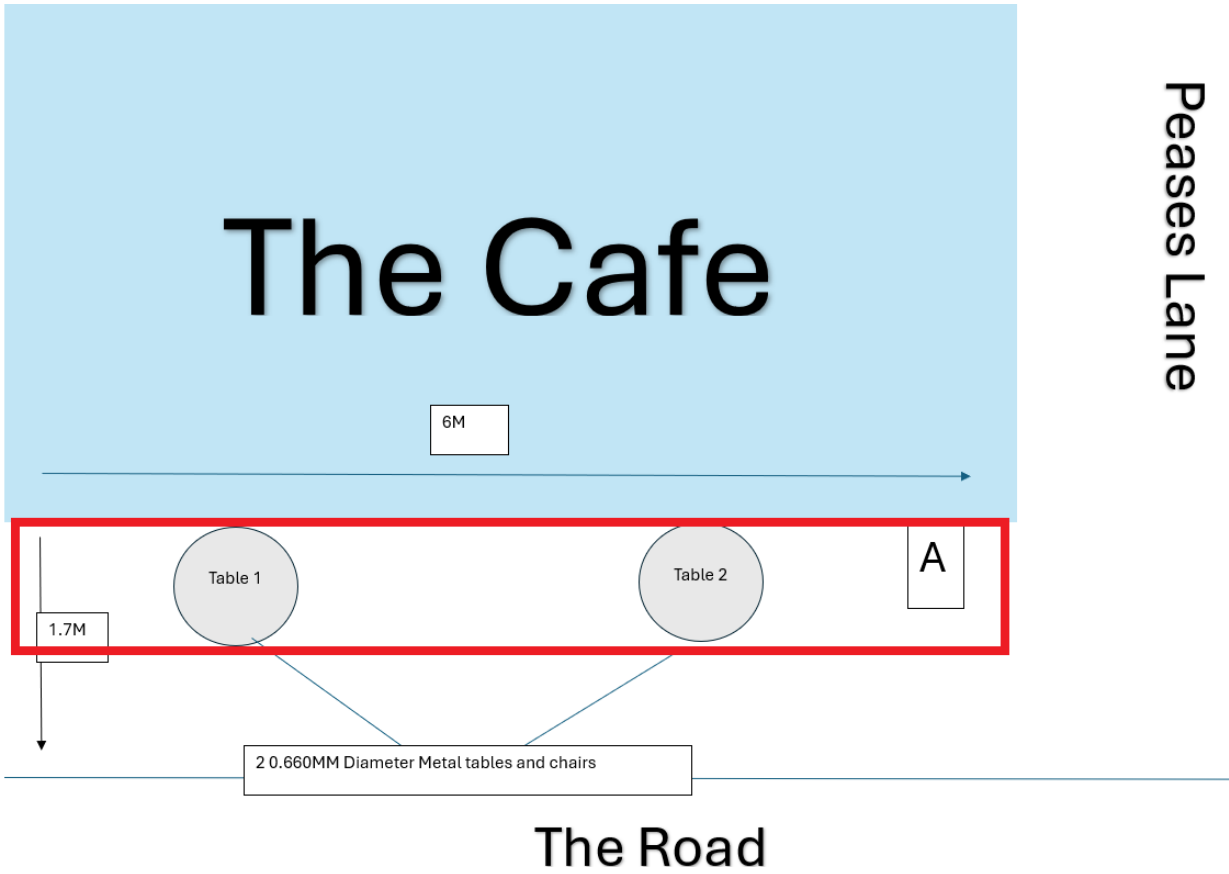 Peases Lane
The Cafe
6M
Table 1
Table 2
A
1.7M
2 0.660MM Diameter Metal tables and chairs
The Road